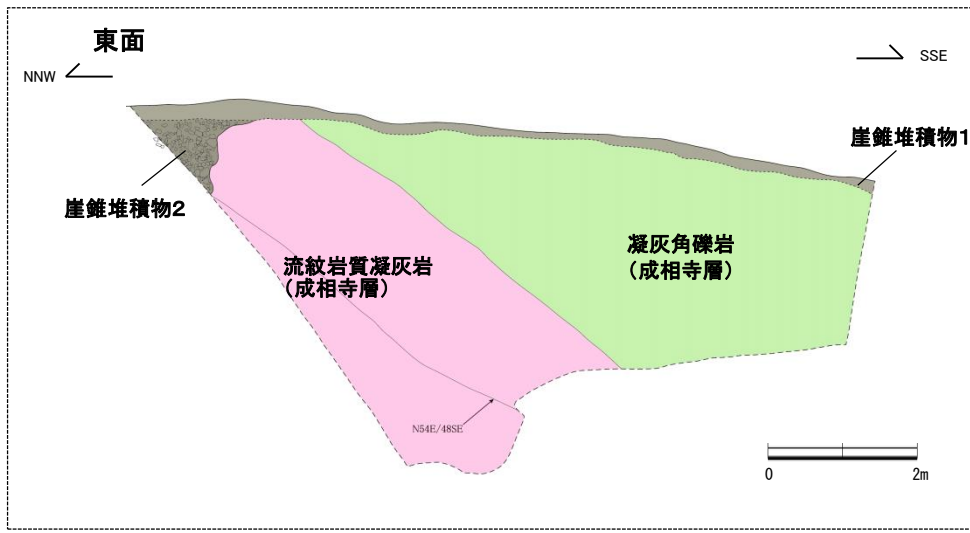 東面
NNW
SSE
崖錐堆積物1
崖錐堆積物2
凝灰角礫岩
(成相寺層)
流紋岩質凝灰岩
(成相寺層)
N54E/48SE
0
2m